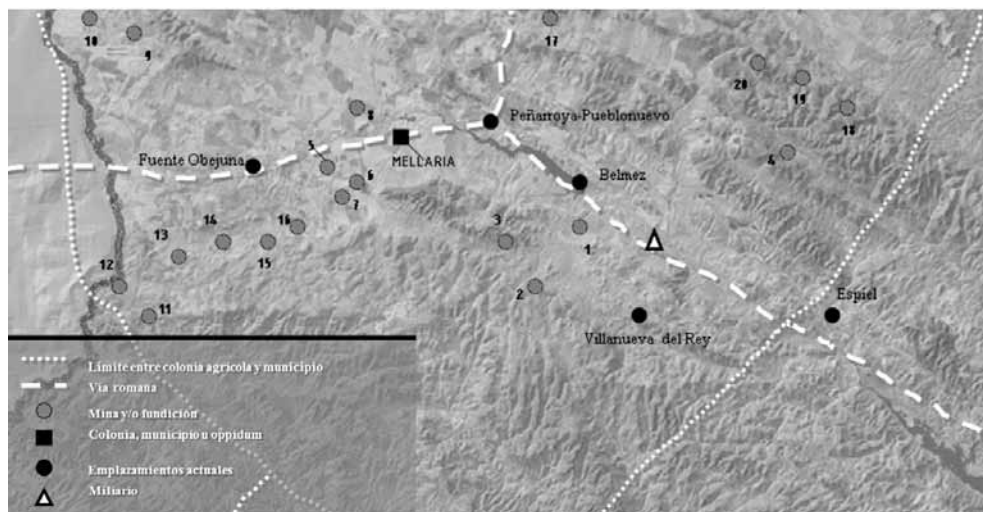 10
9
17
20
19
18
8
Peñarroya-Pueblonuevo
MELLARIA
Fuente Obejuna
5
6
7
4
Belmez
3
1
16
14
13
15
12
2
11
Villanueva del Rey
Espiel
Límite entre colonia agrícola y municipio
Vía romana
Mina y/o fundición
Colonia, municipio u oppidum
Emplazamientos actuales
Miliario